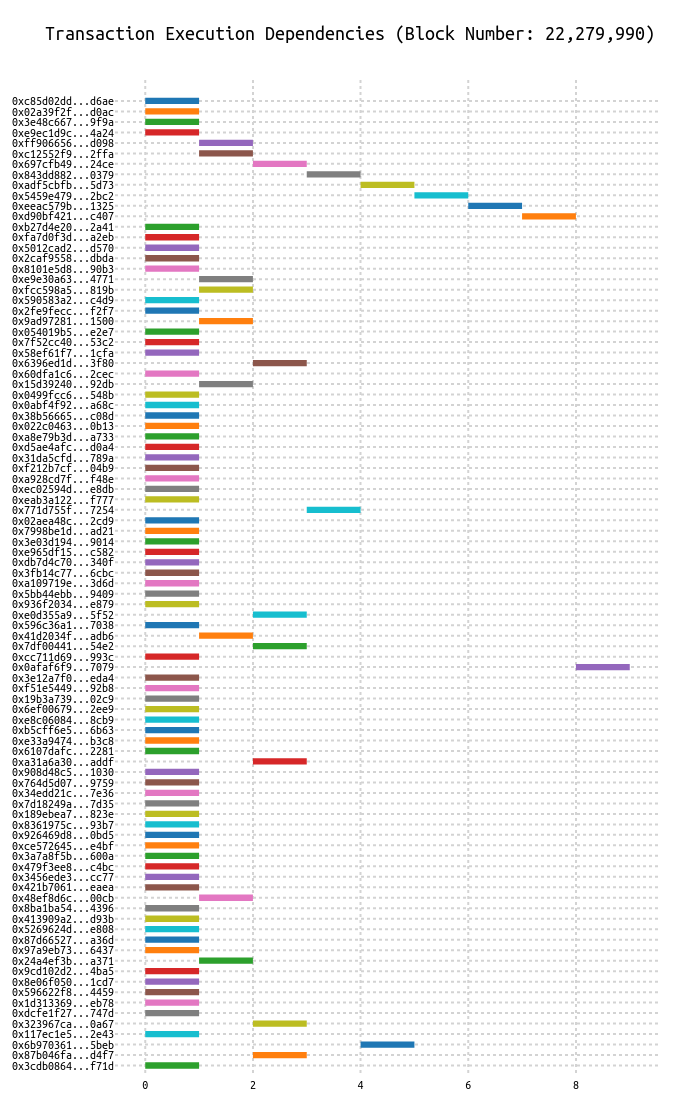 Transaction Execution Dependencies (Block Number: 22,279,990)
0xc85d02dd...d6ae
0x02a39f2f...d0ac
0x3e48c667...9f9a
0xe9ec1d9c...4a24
0xff906656...d098
0xc12552f9...2ffa
0x697cfb49...24ce
0x843dd882...0379
0xadf5cbfb...5d73
0x5459e479...2bc2
0xeeac579b...1325
0xd90bf421...c407
0xb27d4e20...2a41
0xfa7d0f3d...a2eb
0x5012cad2...d570
0x2caf9558...dbda
0x8101e5d8...90b3
0xe9e30a63...4771
0xfcc598a5...819b
0x590583a2...c4d9
0x2fe9fecc...f2f7
0x9ad97281...1500
0x054019b5...e2e7
0x7f52cc40...53c2
0x58ef61f7...1cfa
0x6396ed1d...3f80
0x60dfa1c6...2cec
0x15d39240...92db
0x0499fcc6...548b
0x0abf4f92...a68c
0x38b56665...c08d
0x022c0463...0b13
0xa8e79b3d...a733
0xd5ae4afc...d0a4
0x31da5cfd...789a
0xf212b7cf...04b9
0xa928cd7f...f48e
0xec02594d...e8db
0xeab3a122...f777
0x771d755f...7254
0x02aea48c...2cd9
0x7998be1d...ad21
0x3e03d194...9014
0xe965df15...c582
0xdb7d4c70...340f
0x3fb14c77...6cbc
0xa109719e...3d6d
0x5bb44ebb...9409
0x936f2034...e879
0xe0d355a9...5f52
0x596c36a1...7038
0x41d2034f...adb6
0x7df00441...54e2
0xcc711d69...993c
0x0afaf6f9...7079
0x3e12a7f0...eda4
0xf51e5449...92b8
0x19b3a739...02c9
0x6ef00679...2ee9
0xe8c06084...8cb9
0xb5cff6e5...6b63
0xe33a9474...b3c8
0x6107dafc...2281
0xa31a6a30...addf
0x908d48c5...1030
0x764d5d07...9759
0x34edd21c...7e36
0x7d18249a...7d35
0x189ebea7...823e
0x8361975c...93b7
0x926469d8...0bd5
0xce572645...e4bf
0x3a7a8f5b...600a
0x479f3ee8...c4bc
0x3456ede3...cc77
0x421b7061...eaea
0x48ef8d6c...00cb
0x8ba1ba54...4396
0x413909a2...d93b
0x5269624d...e808
0x87d66527...a36d
0x97a9eb73...6437
0x24a4ef3b...a371
0x9cd102d2...4ba5
0x8e06f050...1cd7
0x596622f8...4459
0x1d313369...eb78
0xdcfe1f27...747d
0x323967ca...0a67
0x117ec1e5...2e43
0x6b970361...5beb
0x87b046fa...d4f7
0x3cdb0864...f71d
0 2 4 6 8